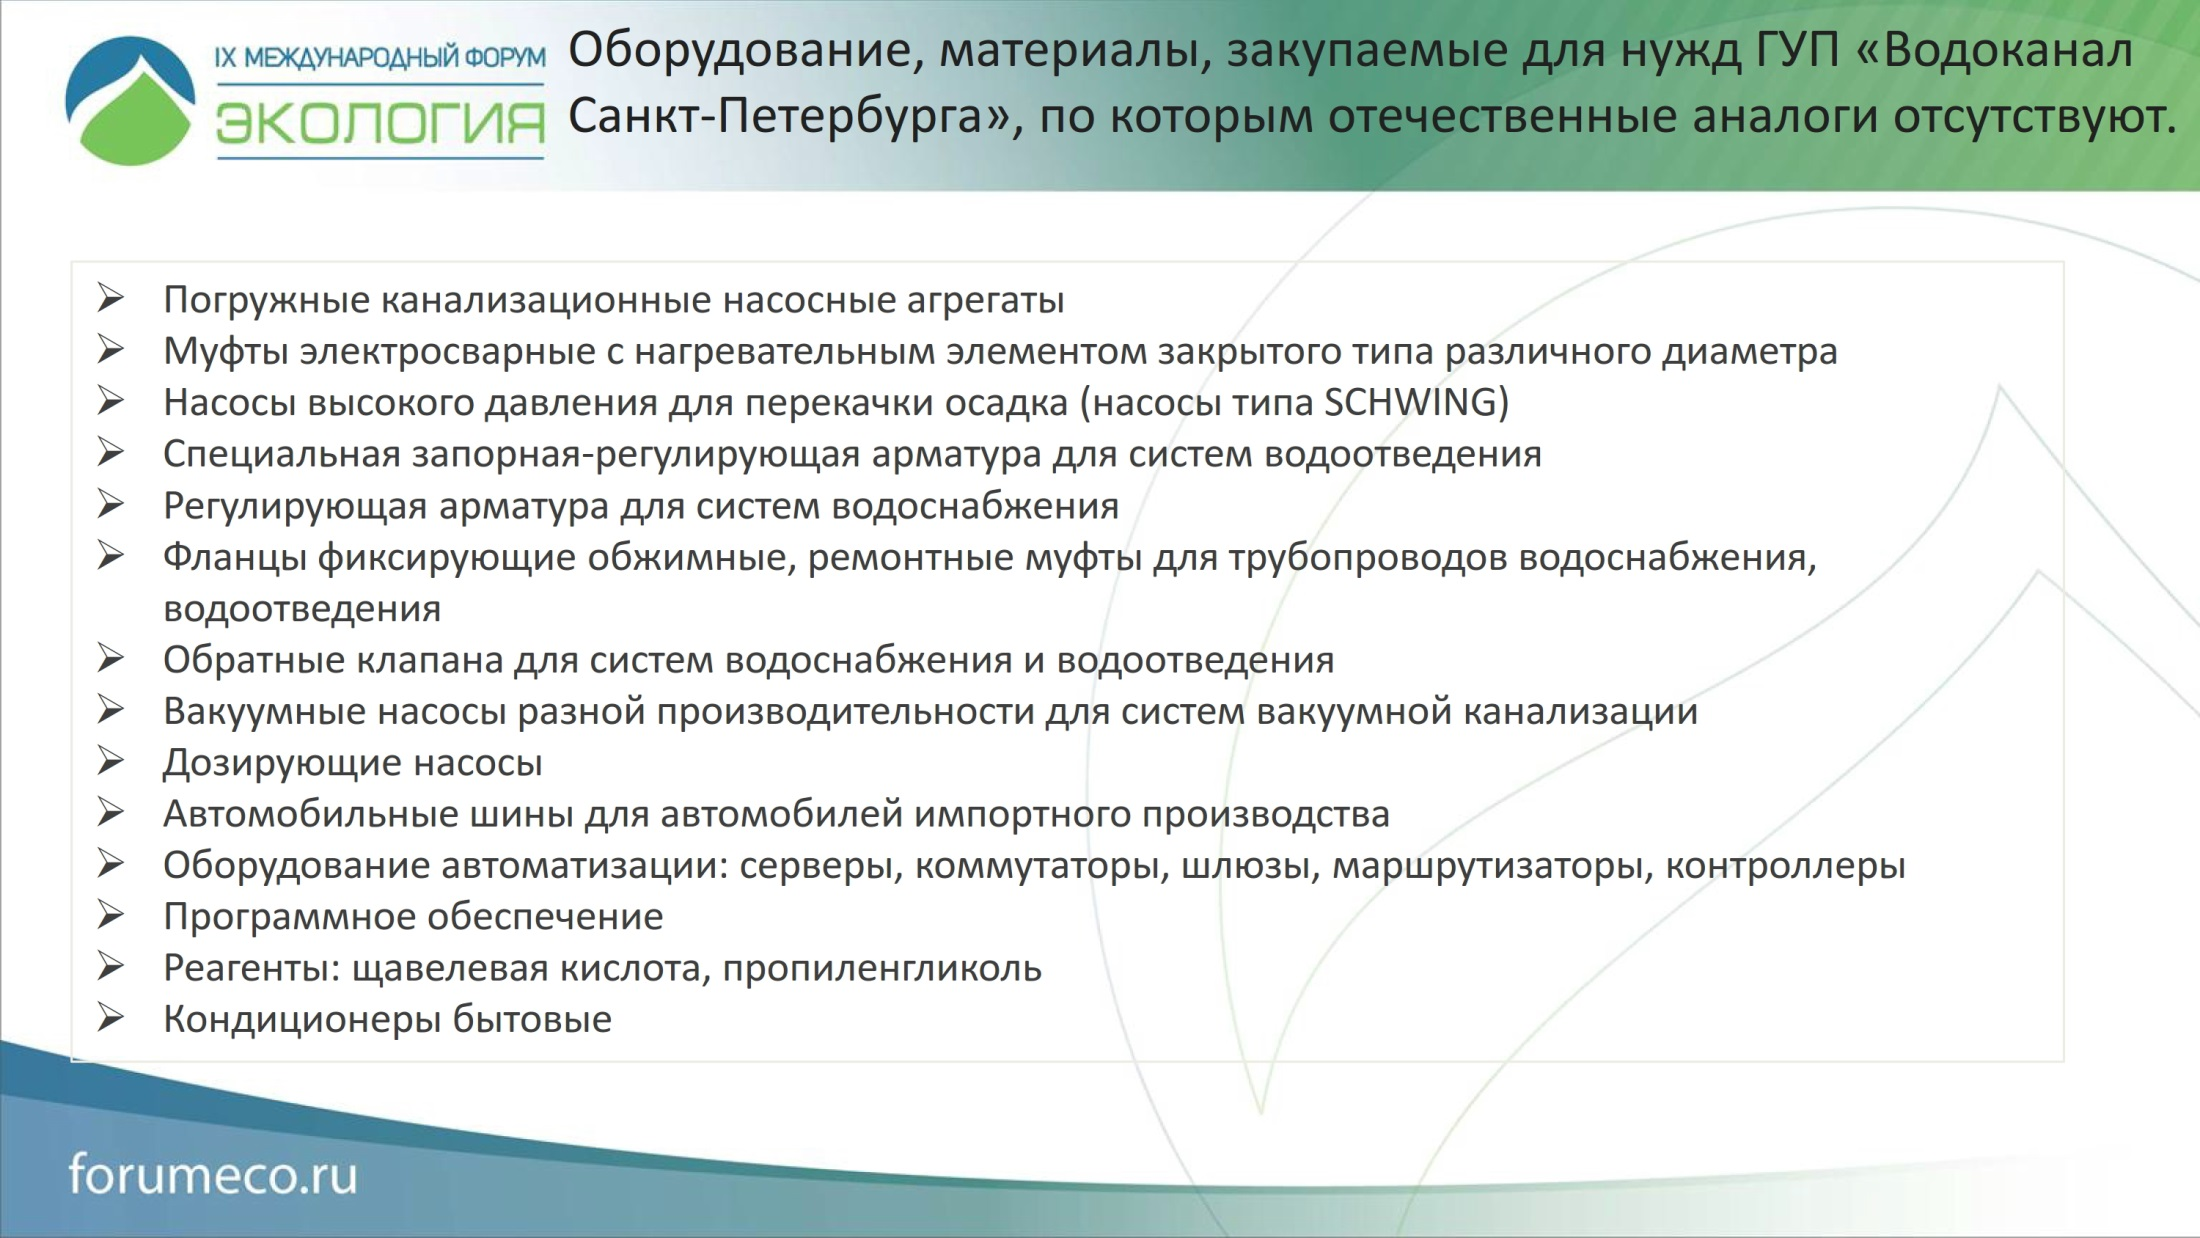 IX МЕЖДУНАРОДНЫЙ ФОРУМ
ЭКОЛОГИЯ
Оборудование, материалы, закупаемые для нужд ГУП «Водоканал
Санкт-Петербурга», по которым отечественные аналоги отсутствуют.
➢ Погружные канализационные насосные агрегаты
➢ Муфты электросварные с нагревательным элементом закрытого типа различного диаметра
➢ Насосы высокого давления для перекачки осадка (насосы типа SCHWING)
➢ Специальная запорная-регулирующая арматура для систем водоотведения
➢ Регулирующая арматура для систем водоснабжения
➢ Фланцы фиксирующие обжимные, ремонтные муфты для трубопроводов водоснабжения,
водоотведения
➢ Обратные клапана для систем водоснабжения и водоотведения
➢ Вакуумные насосы разной производительности для систем вакуумной канализации
➢ Дозирующие насосы
➢ Автомобильные шины для автомобилей импортного производства
➢ Оборудование автоматизации: серверы, коммутаторы, шлюзы, маршрутизаторы, контроллеры
➢ Программное обеспечение
➢ Реагенты: щавелевая кислота, пропиленгликоль
➢ Кондиционеры бытовые
forumeco.ru